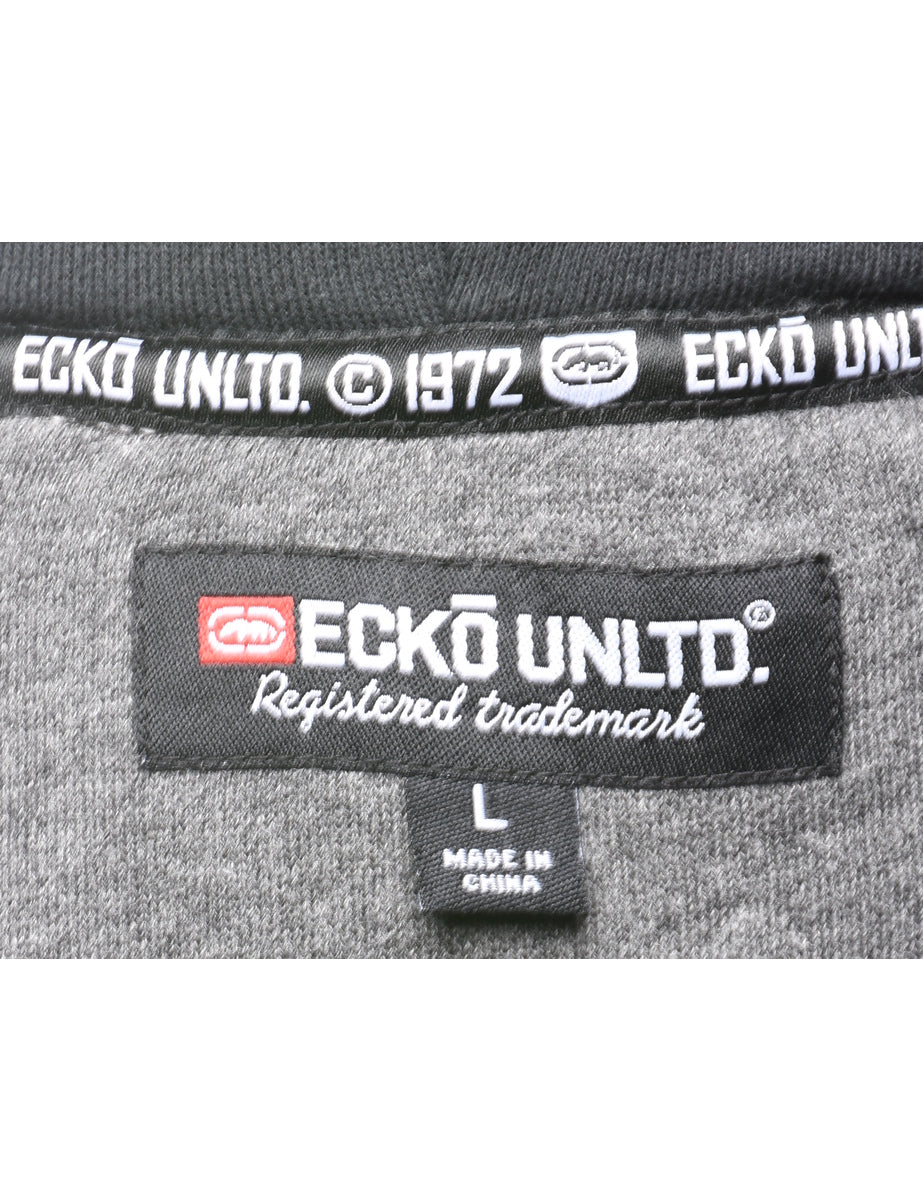 ECKŌ UNLTD. © 1972 ECKŌ UNL
ECKŌ UNLTD.®
Registered trademark
L
MADE IN
CHINA